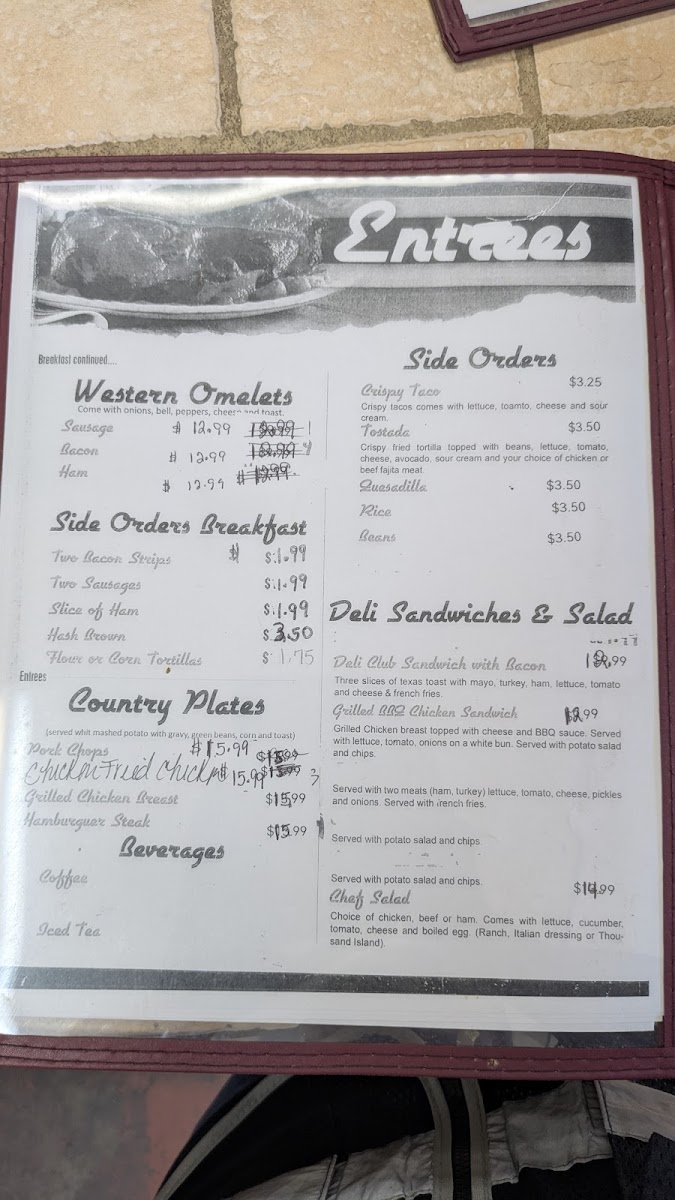 Entrees
Breakfast continued....
Western Omelets
Come with onions, bell, peppers, cheere and toast.
Sausage $ 12.99
Bacon $ 12.99
Ham $ 12.99
Side Orders Breakfast
Two Bacon Strips $ $1.99
Two Sausages $1.99
Slice of Ham $1.99
Hash Brown $3.50
Flour or Corn Tortillas $1.75
Entrees
Country Plates
(served whit mashed potato with gravy, green beans, corn and toast)
Pork Chops $15.99
Chicken Fried Chicken $15.99
Grilled Chicken Breast $15.99
Hamburguer Steak $15.99
Beverages
Coffee
Iced Tea
Side Orders
Crispy Taco $3.25
Crispy tacos comes with lettuce, toamto, cheese and sour
cream.
Tostada $3.50
Crispy fried tortilla topped with beans, lettuce, tomato,
cheese, avocado, sour cream and your choice of chicken or
beef fajita meat.
Quesadilla $3.50
Rice $3.50
Beans $3.50
Deli Sandwiches & Salad
Deli Club Sandwich with Bacon
Three slices of texas toast with mayo, turkey, ham, lettuce, tomato
and cheese & french fries.
Grilled BBQ Chicken Sandwich
Grilled Chicken breast topped with cheese and BBQ sauce. Served
with lettuce, tomato, onions on a white bun. Served with potato salad
and chips.
Served with two meats (ham, turkey) lettuce, tomato, cheese, pickles
and onions. Served with french fries.
Served with potato salad and chips.
Served with potato salad and chips.
Chef Salad $14.99
Choice of chicken, beef or ham. Comes with lettuce, cucumber,
tomato, cheese and boiled egg. (Ranch, Italian dressing or Thou-
sand Island).